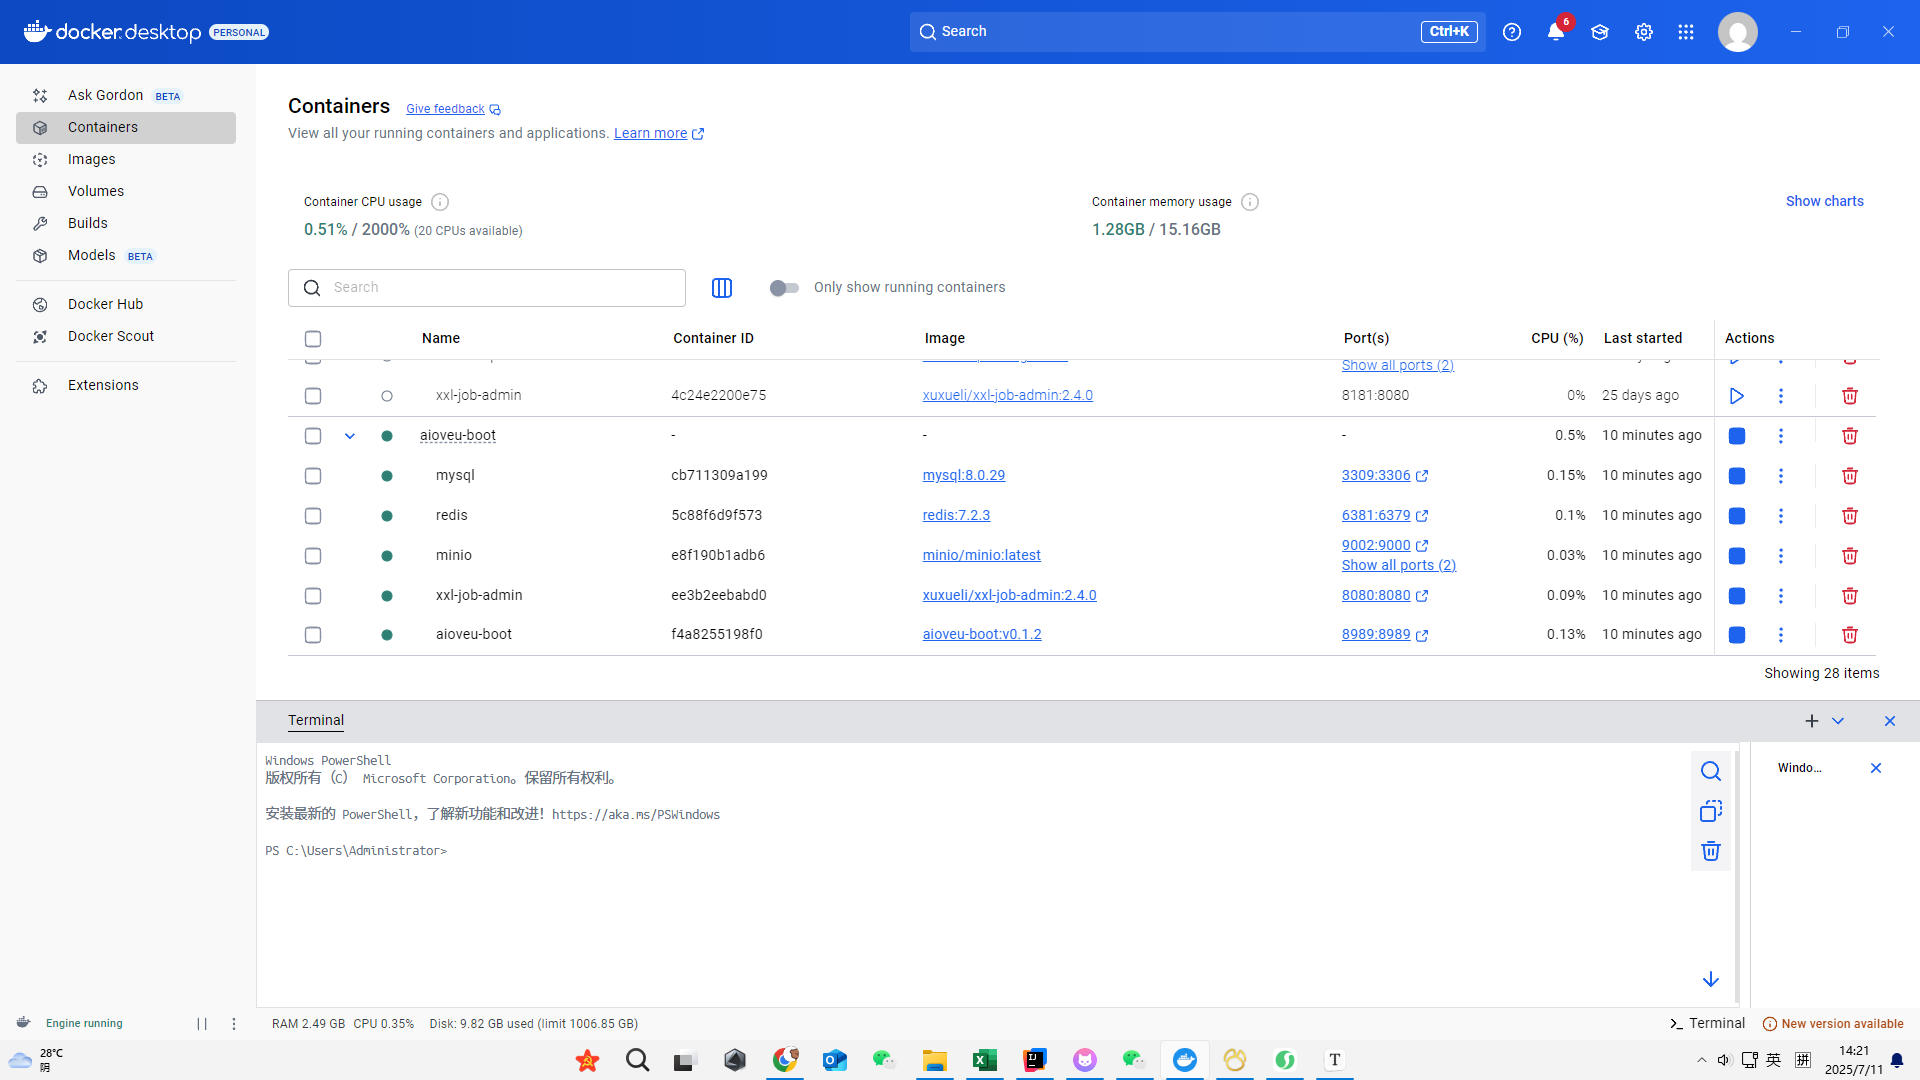 docker.desktop PERSONAL
Search Ctrl+K
6
Ask Gordon BETA
Containers
Images
Volumes
Builds
Models BETA
Docker Hub
Docker Scout
Extensions
Containers Give feedback
View all your running containers and applications. Learn more
Container CPU usage
0.51% / 2000% (20 CPUs available)
Container memory usage
1.28GB / 15.16GB
Show charts
Search
Only show running containers
Name Container ID Image Port(s) CPU (%) Last started Actions
Show all ports (2)
xxl-job-admin 4c24e2200e75 xuxueli/xxl-job-admin:2.4.0 8181:8080 0% 25 days ago
aioveu-boot - - - 0.5% 10 minutes ago
mysql cb711309a199 mysql:8.0.29 3309:3306 0.15% 10 minutes ago
redis 5c88f6d9f573 redis:7.2.3 6381:6379 0.1% 10 minutes ago
minio e8f190b1adb6 minio/minio:latest 9002:9000 0.03% 10 minutes ago
Show all ports (2)
xxl-job-admin ee3b2eebabd0 xuxueli/xxl-job-admin:2.4.0 8080:8080 0.09% 10 minutes ago
aioveu-boot f4a8255198f0 aioveu-boot:v0.1.2 8989:8989 0.13% 10 minutes ago
Showing 28 items
Terminal
Windows PowerShell
版权所有（C） Microsoft Corporation。保留所有权利。
安装最新的 PowerShell，了解新功能和改进！https://aka.ms/PSWindows
PS C:\Users\Administrator>
Windo...
Engine running
RAM 2.49 GB CPU 0.35% Disk: 9.82 GB used (limit 1006.85 GB)
Terminal
New version available
28°C
阴
英 拼
14:21
2025/7/11